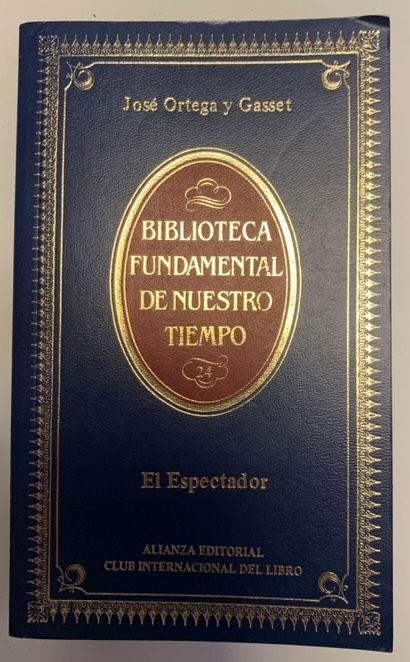 José Ortega y Gasset
BIBLIOTECA
FUNDAMENTAL
DE NUESTRO
TIEMPO
24
El Espectador
ALIANZA EDITORIAL
CLUB INTERNACIONAL DEL LIBRO